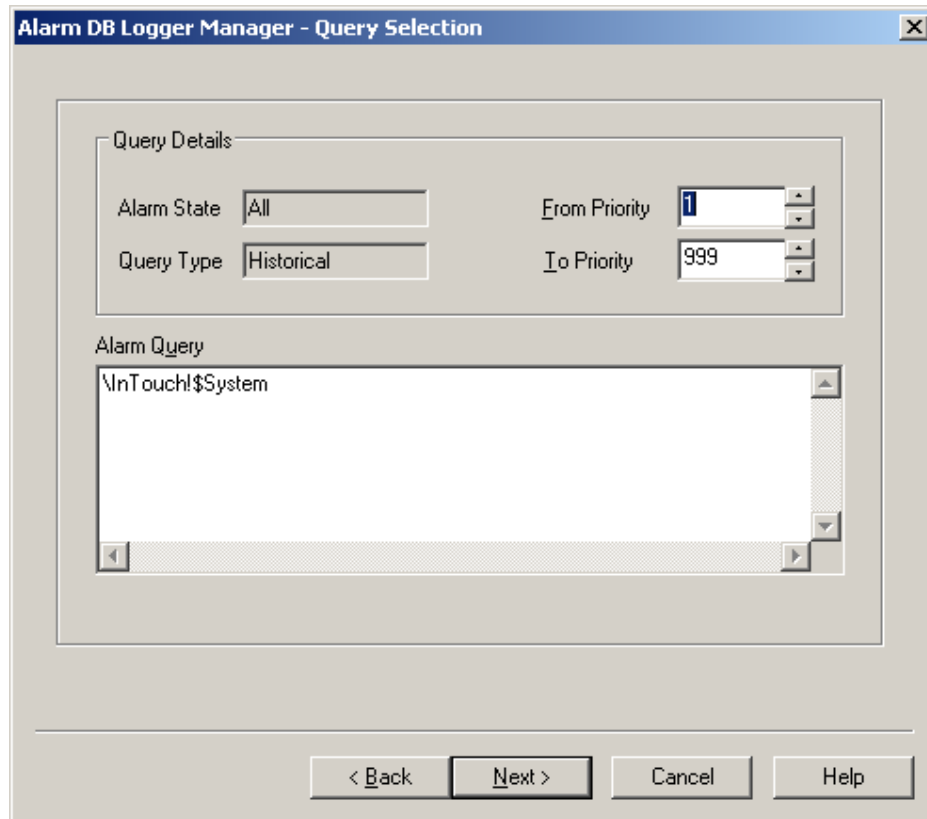 Alarm DB Logger Manager - Query Selection
Query Details
Alarm State All From Priority 1
Query Type Historical To Priority 999
Alarm Query
\InTouch!$System
< Back Next > Cancel Help